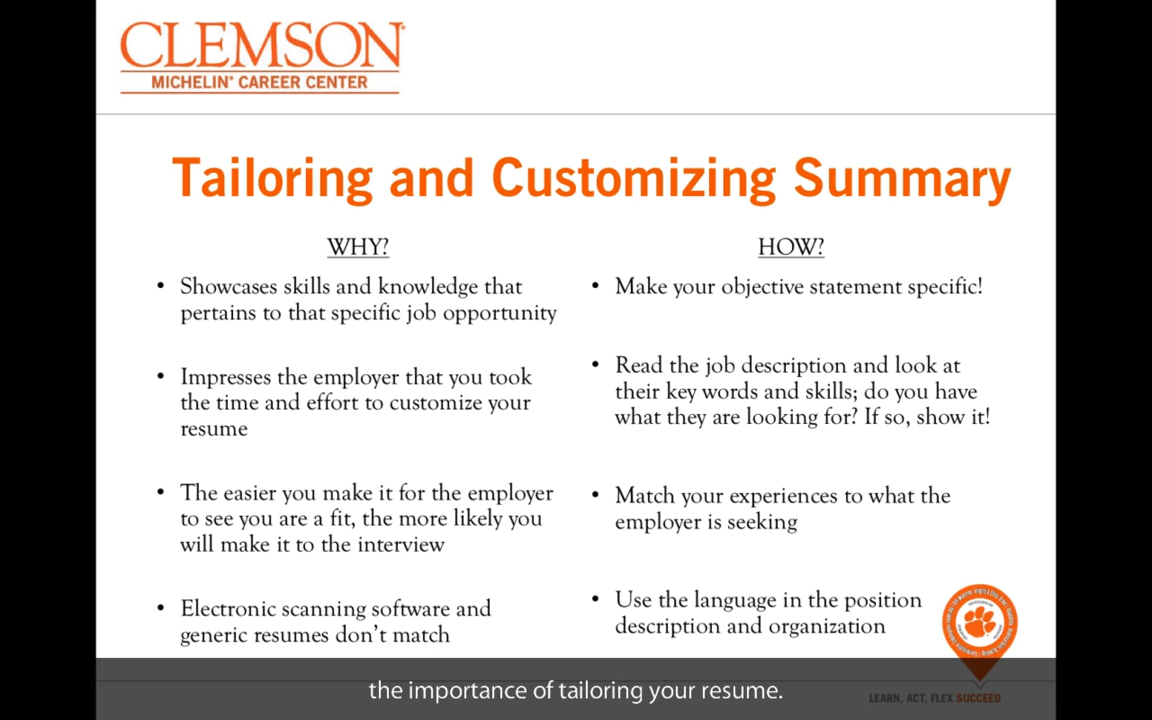 CLEMSON
MICHELIN® CAREER CENTER
Tailoring and Customizing Summary
WHY?
• Showcases skills and knowledge that
pertains to that specific job opportunity
• Impresses the employer that you took
the time and effort to customize your
resume
• The easier you make it for the employer
to see you are a fit, the more likely you
will make it to the interview
• Electronic scanning software and
generic resumes don't match
HOW?
• Make your objective statement specific!
• Read the job description and look at
their key words and skills; do you have
what they are looking for? If so, show it!
• Match your experiences to what the
employer is seeking
• Use the language in the position
description and organization
the importance of tailoring your resume.
LEARN, ACT, FLEX SUCCEED